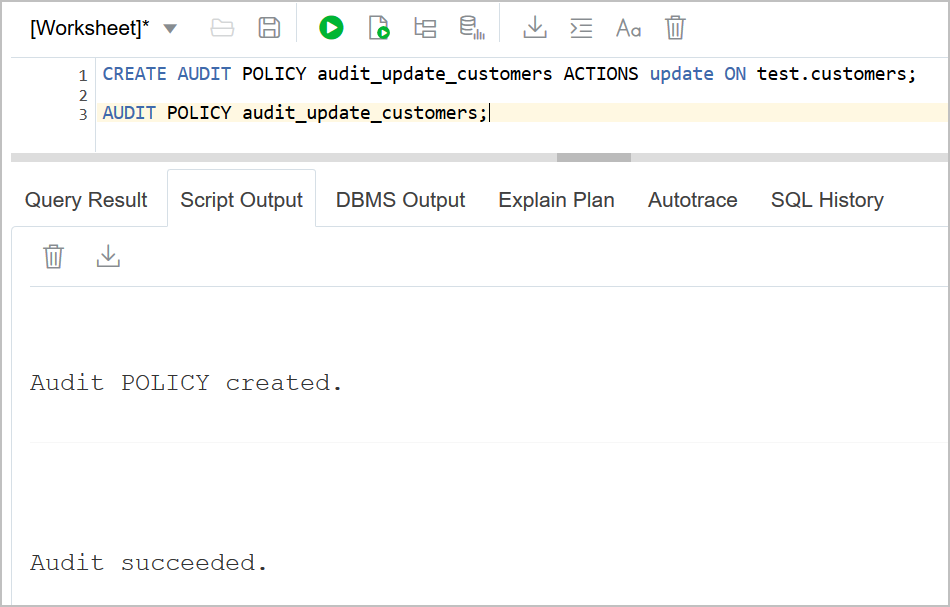 [Worksheet]*
Aa
1 CREATE AUDIT POLICY audit_update_customers ACTIONS update ON test.customers;
2
3 AUDIT POLICY audit_update_customers;
Query Result Script Output DBMS Output Explain Plan Autotrace SQL History
Audit POLICY created.
Audit succeeded.